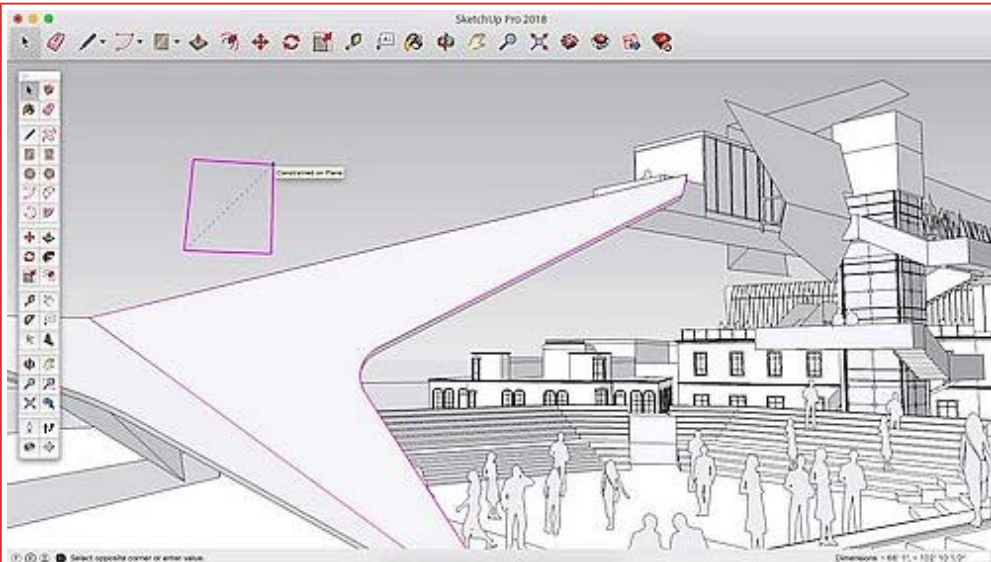 SketchUp Pro 2018
Constrained on Plane
Select opposite corner or enter value.
Dimensions